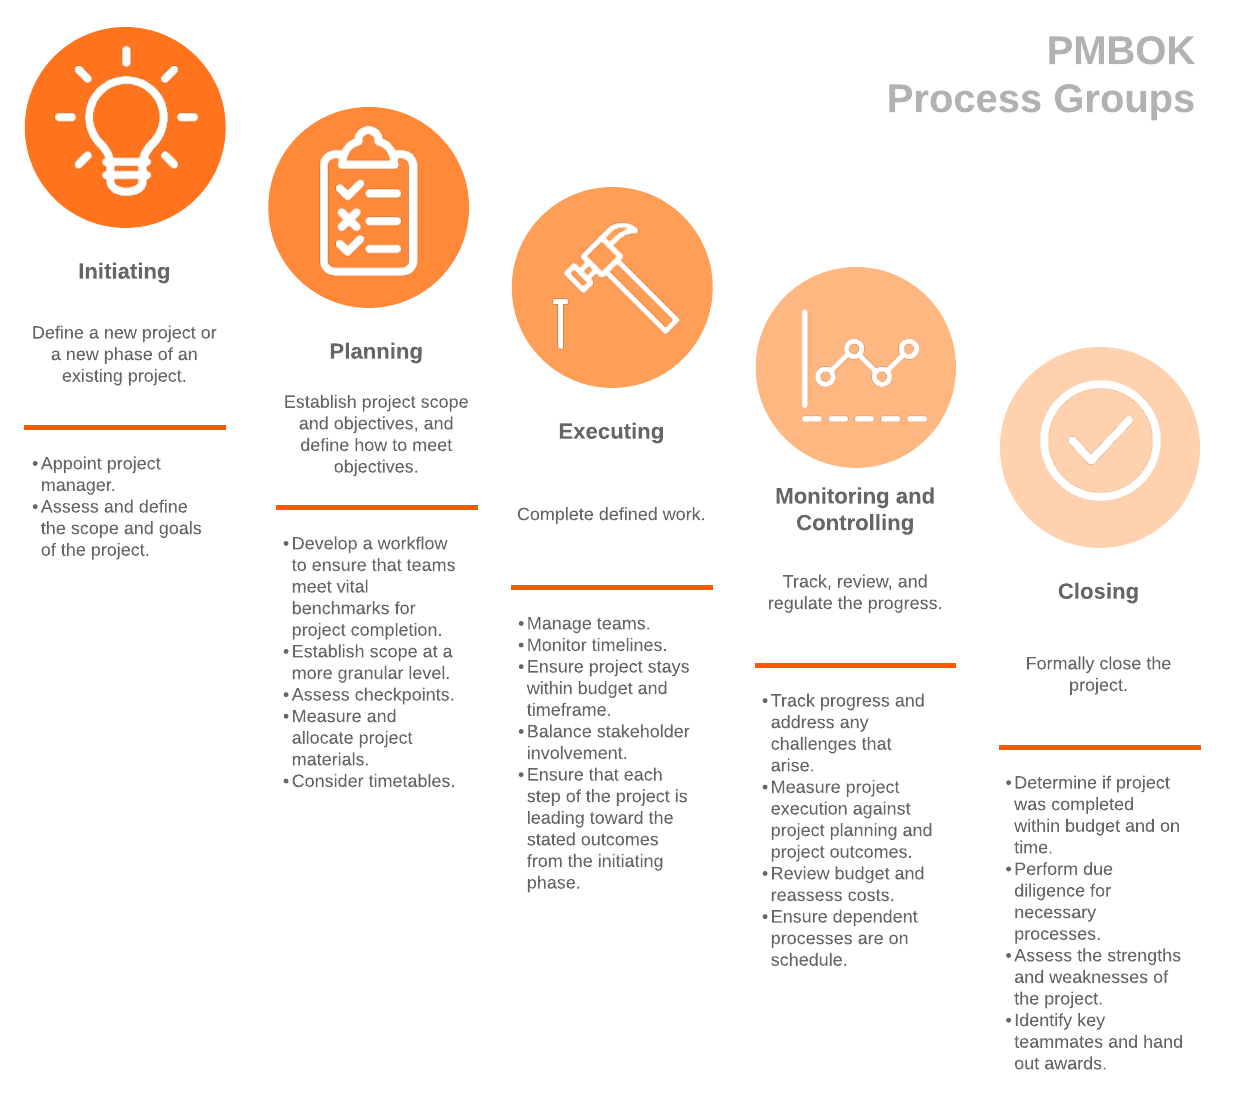 PMBOK
Process Groups
Initiating
Define a new project or
a new phase of an
existing project.
•Appoint project
manager.
•Assess and define
the scope and goals
of the project.
Planning
Establish project scope
and objectives, and
define how to meet
objectives.
•Develop a workflow
to ensure that teams
meet vital
benchmarks for
project completion.
•Establish scope at a
more granular level.
•Assess checkpoints.
•Measure and
allocate project
materials.
•Consider timetables.
Executing
Complete defined work.
•Manage teams.
•Monitor timelines.
•Ensure project stays
within budget and
timeframe.
•Balance stakeholder
involvement.
•Ensure that each
step of the project is
leading toward the
stated outcomes
from the initiating
phase.
Monitoring and
Controlling
Track, review, and
regulate the progress.
•Track progress and
address any
challenges that
arise.
•Measure project
execution against
project planning and
project outcomes.
•Review budget and
reassess costs.
•Ensure dependent
processes are on
schedule.
Closing
Formally close the
project.
•Determine if project
was completed
within budget and on
time.
•Perform due
diligence for
necessary
processes.
•Assess the strengths
and weaknesses of
the project.
•Identify key
teammates and hand
out awards.